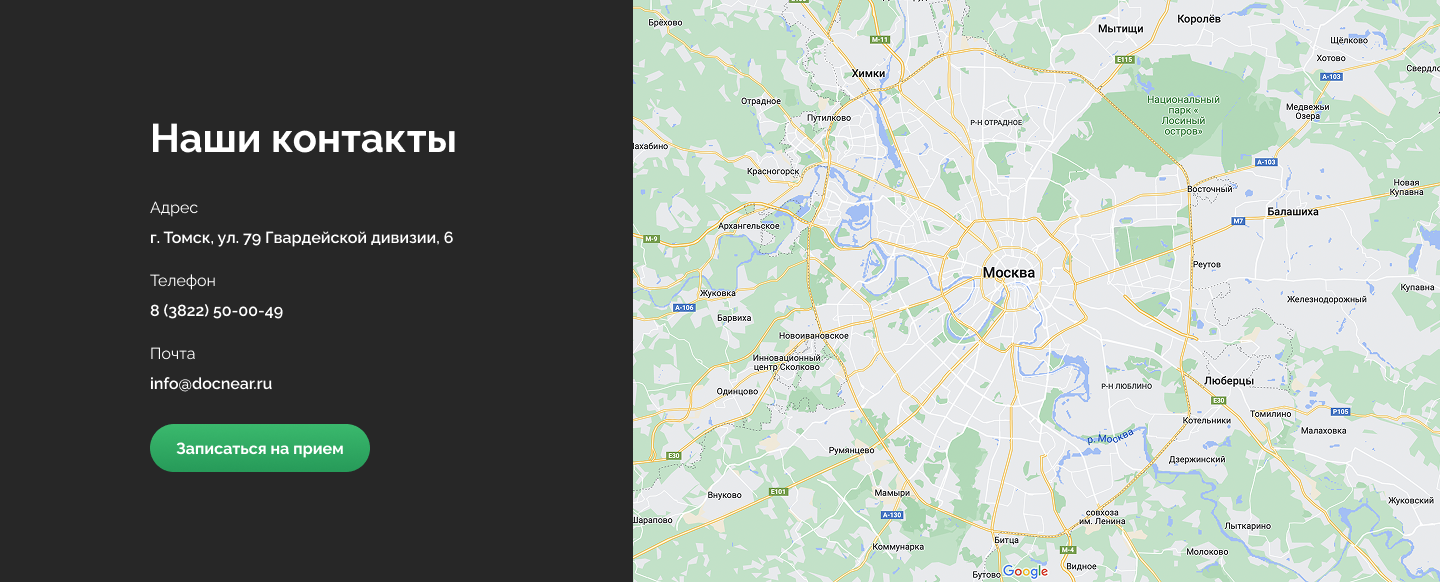 Наши контакты
Адрес
г. Томск, ул. 79 Гвардейской дивизии, 6
Телефон
8 (3822) 50-00-49
Почта
info@docnear.ru
Записаться на прием
Брёхово
Мытищи
Королёв
М-11
Щёлково
Хотово
E115
Химки
А-103
Свердло
Отрадное
Национальный
парк «
Лосиный
остров»
Медвежьи
Озера
Путилково
Р-Н ОТРАДНОЕ
Нахабино
А-103
Красногорск
Восточный
Новая
Купавна
Балашиха
М7
Архангельское
М-9
Москва
Реутов
Жуковка
А-106
Железнодорожный
Купавна
Барвиха
Новоивановское
Инновационный
центр Сколково
Одинцово
Р-Н ЛЮБЛИНО
Люберцы
E30
Томилино
Р105
Котельники
Малаховка
р. Москва
Румянцево
E30
Дзержинский
Внуково
E101
Мамыри
Жуковский
Шарапово
А-130
совхоза
им. Ленина
Лыткарино
Битца
Коммунарка
М-4
Молоково
Видное
Бутово
Google